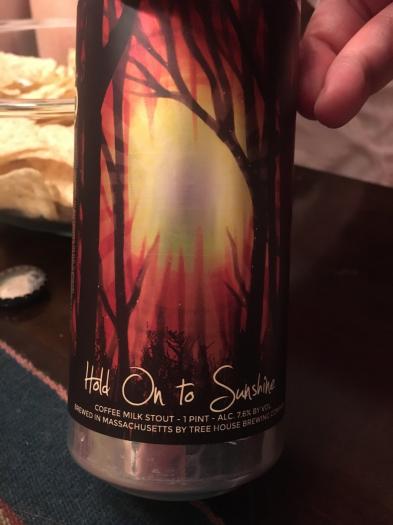 Hold On to Sunshine
COFFEE MILK STOUT - 1 PINT - ALC. 7.6% BY VOL
BREWED IN MASSACHUSETTS BY TREE HOUSE BREWING COMPANY